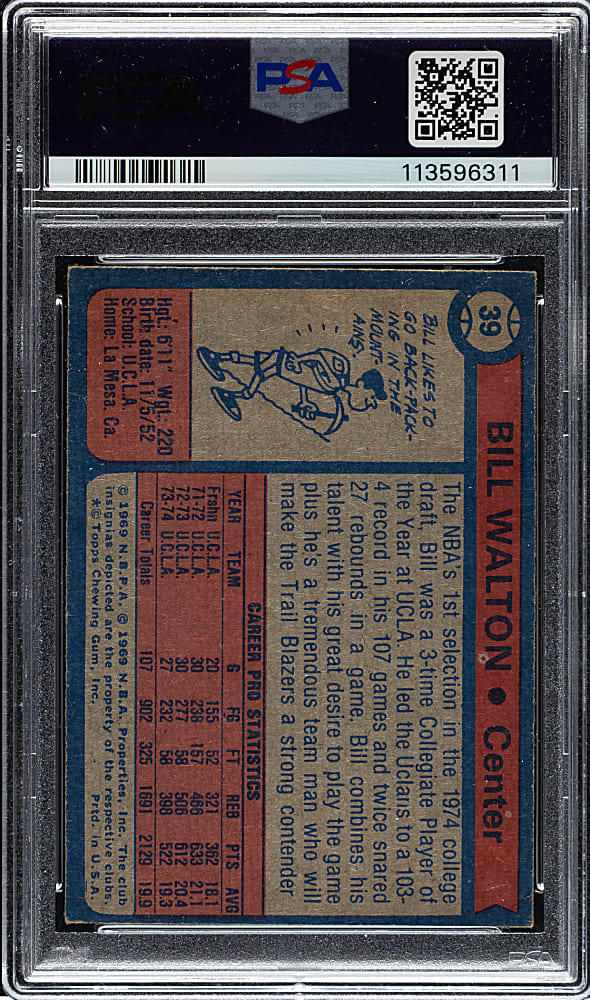 PSA
113596311
39
BILL WALTON • Center
BILL LIKES TO
GO BACK-PACK-
ING IN THE
MOUNT-
AINS.
Hgt.: 6'11" Wgt.: 220
Birth date: 11/5/52
School: U.C.L.A.
Home: La Mesa, Ca.
The NBA's 1st selection in the 1974 college
draft, Bill was a 3-time Collegiate Player of
the Year at UCLA. He led the Uclans to a 103-
4 record in his 107 games and twice snared
27 rebounds in a game. Bill combines his
talent with his great desire to play the game
plus he's a tremendous team man who will
make the Trail Blazers a strong contender
CAREER PRO STATISTICS
YEAR TEAM G FG FT REB PTS AVG
Frshn U.C.L.A. 20 155 52 321 362 18.1
71-72 U.C.L.A. 30 238 157 466 633 21.1
72-73 U.C.L.A. 30 277 58 506 612 20.4
73-74 U.C.L.A. 27 232 58 398 522 19.3
Career Totals 107 902 325 1691 2129 19.9
© 1969 N.B.P.A. © 1969 N.B.A. Properties, Inc. The club
insignias depicted are the property of the respective clubs.
*© Topps Chewing Gum, Inc. Prtd. in U.S.A.
PSA